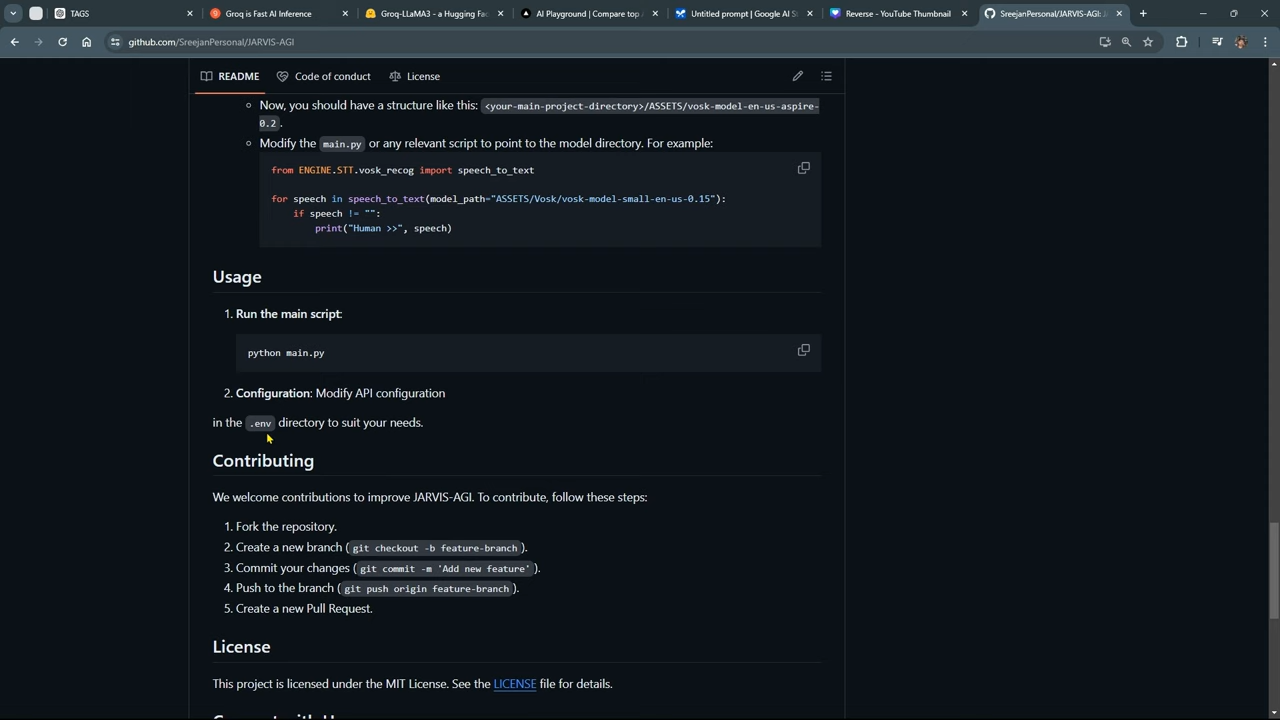 TAGS
Groq is Fast AI Inference
Groq-LLaMA3 - a Hugging Fac
AI Playground | Compare top
Untitled prompt | Google AI S
Reverse - YouTube Thumbnail
SreejanPersonal/JARVIS-AGI: J
github.com/SreejanPersonal/JARVIS-AGI
README
Code of conduct
License
Now, you should have a structure like this: <your-main-project-directory>/ASSETS/vosk-model-en-us-aspire-
0.2 .
Modify the main.py or any relevant script to point to the model directory. For example:
from ENGINE.STT.vosk_recog import speech_to_text
for speech in speech_to_text(model_path="ASSETS/Vosk/vosk-model-small-en-us-0.15"):
if speech != "":
print("Human >>", speech)
Usage
1. Run the main script:
python main.py
2. Configuration: Modify API configuration
in the .env directory to suit your needs.
Contributing
We welcome contributions to improve JARVIS-AGI. To contribute, follow these steps:
1. Fork the repository.
2. Create a new branch ( git checkout -b feature-branch ).
3. Commit your changes ( git commit -m 'Add new feature' ).
4. Push to the branch ( git push origin feature-branch ).
5. Create a new Pull Request.
License
This project is licensed under the MIT License. See the LICENSE file for details.